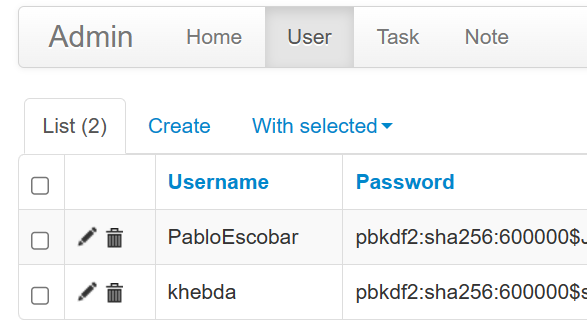 Admin Home User Task Note
List (2) Create With selected
Username Password
PabloEscobar pbkdf2:sha256:600000$J
khebda pbkdf2:sha256:600000$s